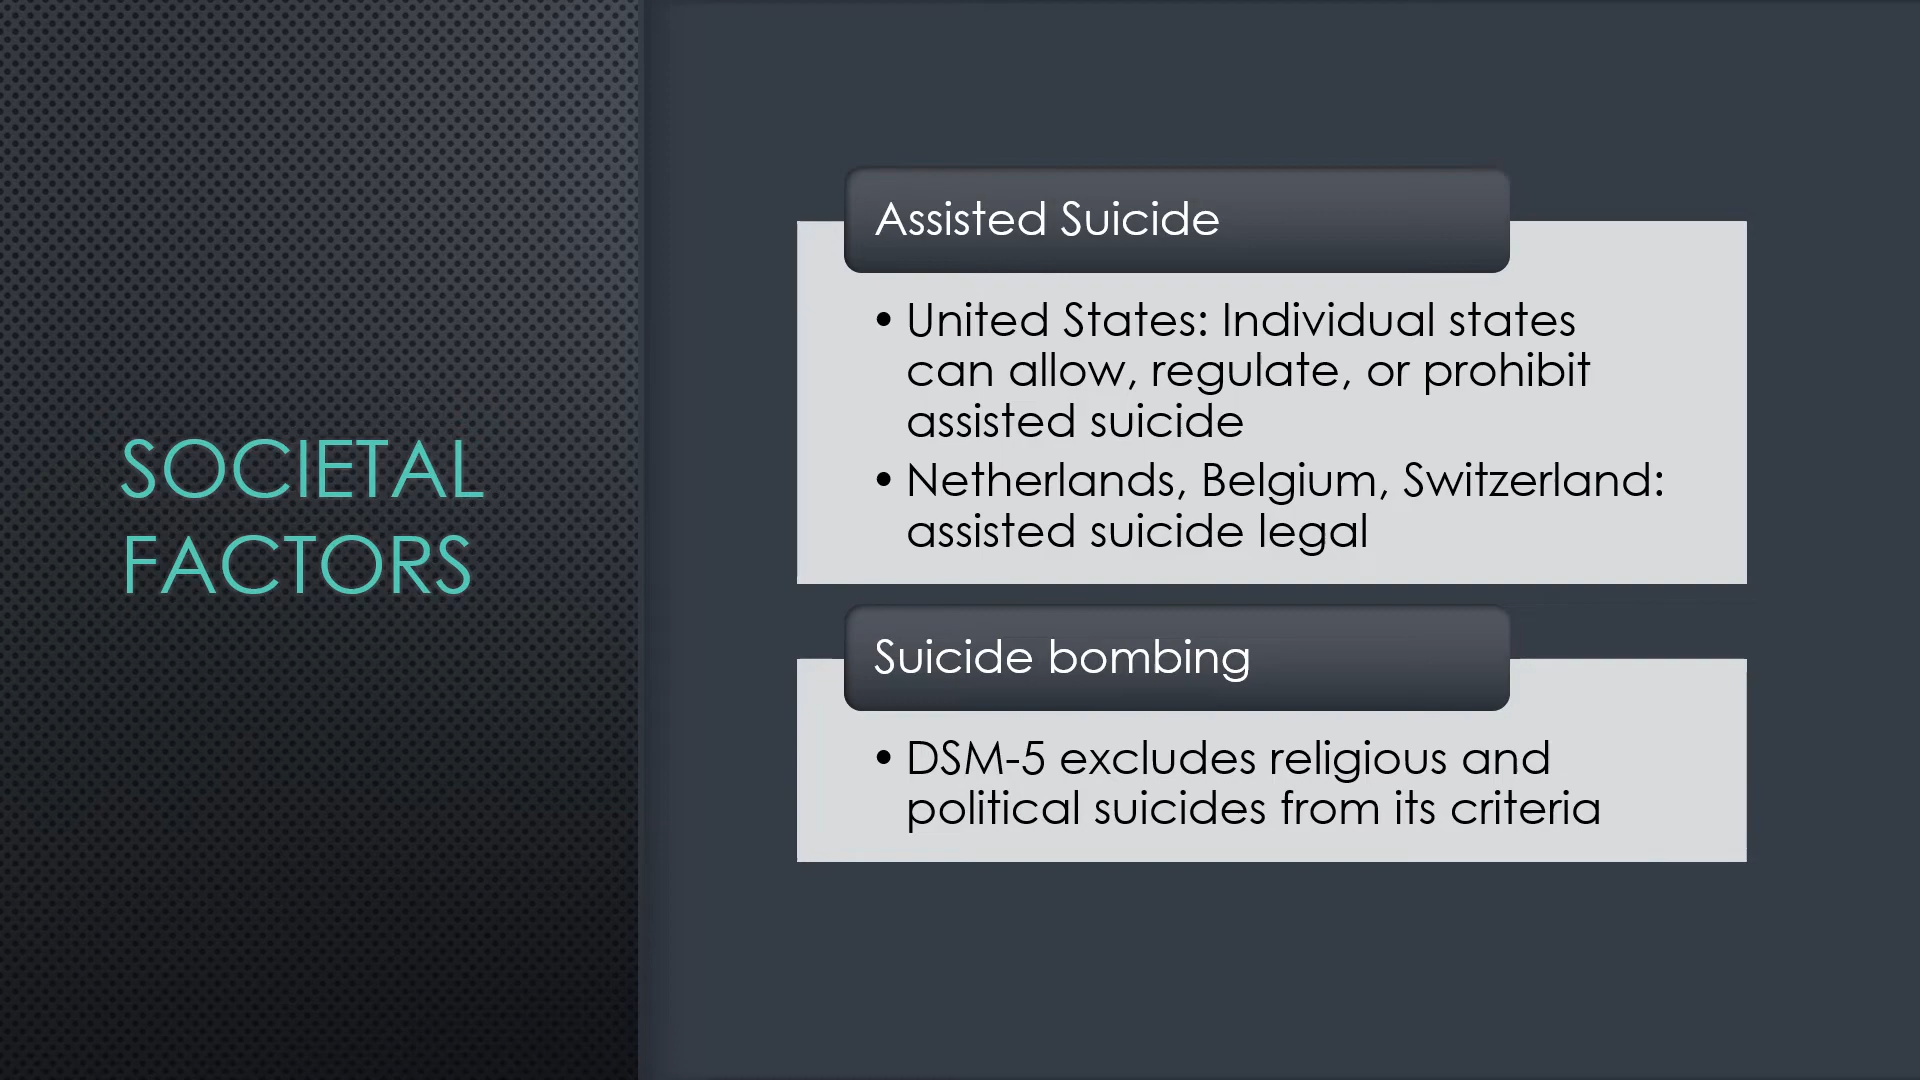 SOCIETAL
FACTORS
Assisted Suicide
• United States: Individual states
can allow, regulate, or prohibit
assisted suicide
• Netherlands, Belgium, Switzerland:
assisted suicide legal
Suicide bombing
• DSM-5 excludes religious and
political suicides from its criteria